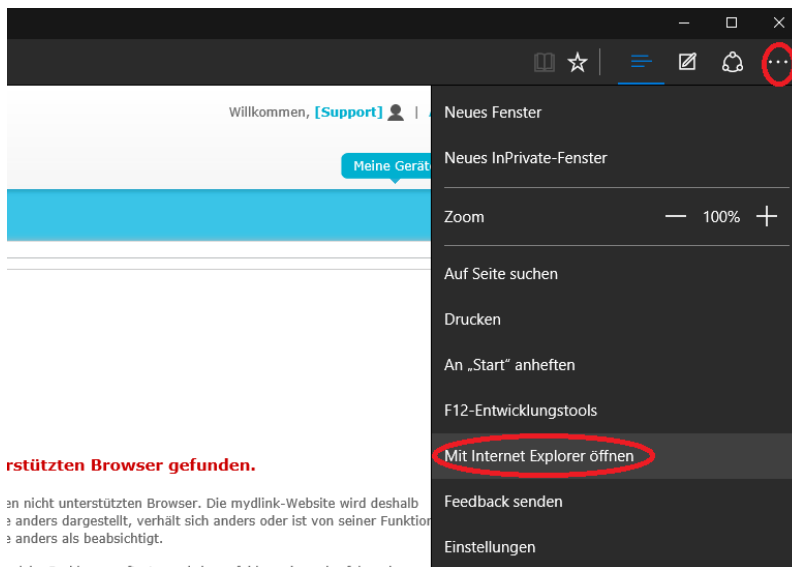 Willkommen, [Support] |
Meine Gerät
Neues Fenster
Neues InPrivate-Fenster
Zoom — 100% +
Auf Seite suchen
Drucken
An „Start“ anheften
F12-Entwicklungstools
Mit Internet Explorer öffnen
Feedback senden
Einstellungen
rstützten Browser gefunden.
en nicht unterstützten Browser. Die mydlink-Website wird deshalb
e anders dargestellt, verhält sich anders oder ist von seiner Funktion
e anders als beabsichtigt.